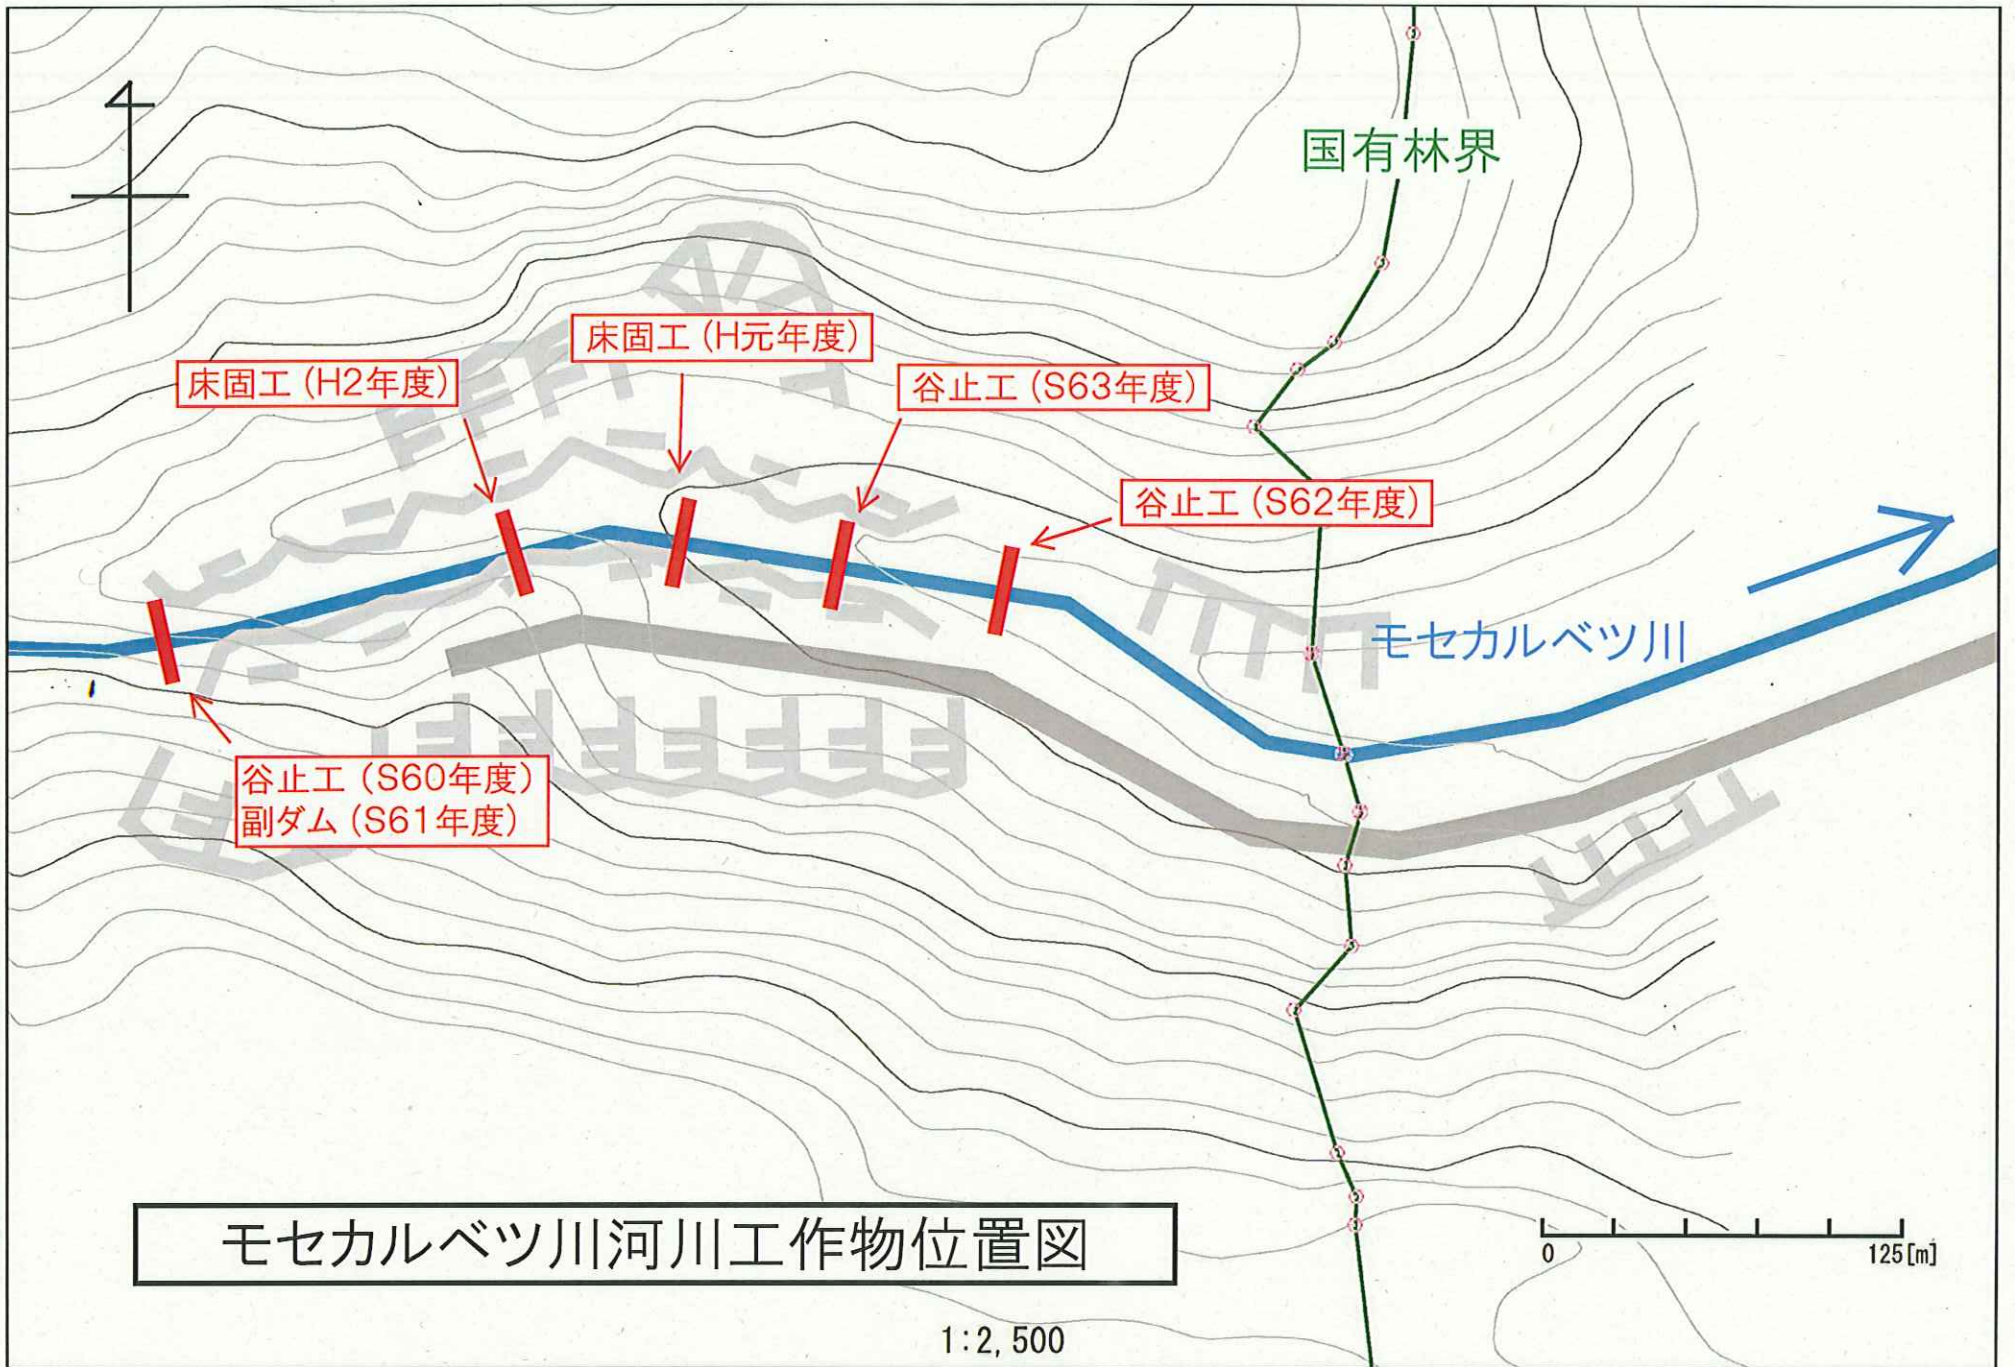 国有林界
床固工（H元年度）
床固工（H2年度）
谷止工（S63年度）
谷止工（S62年度）
モセカルベツ川
谷止工（S60年度）
副ダム（S61年度）
モセカルベツ川河川工作物位置図
0 125[m]
1:2,500